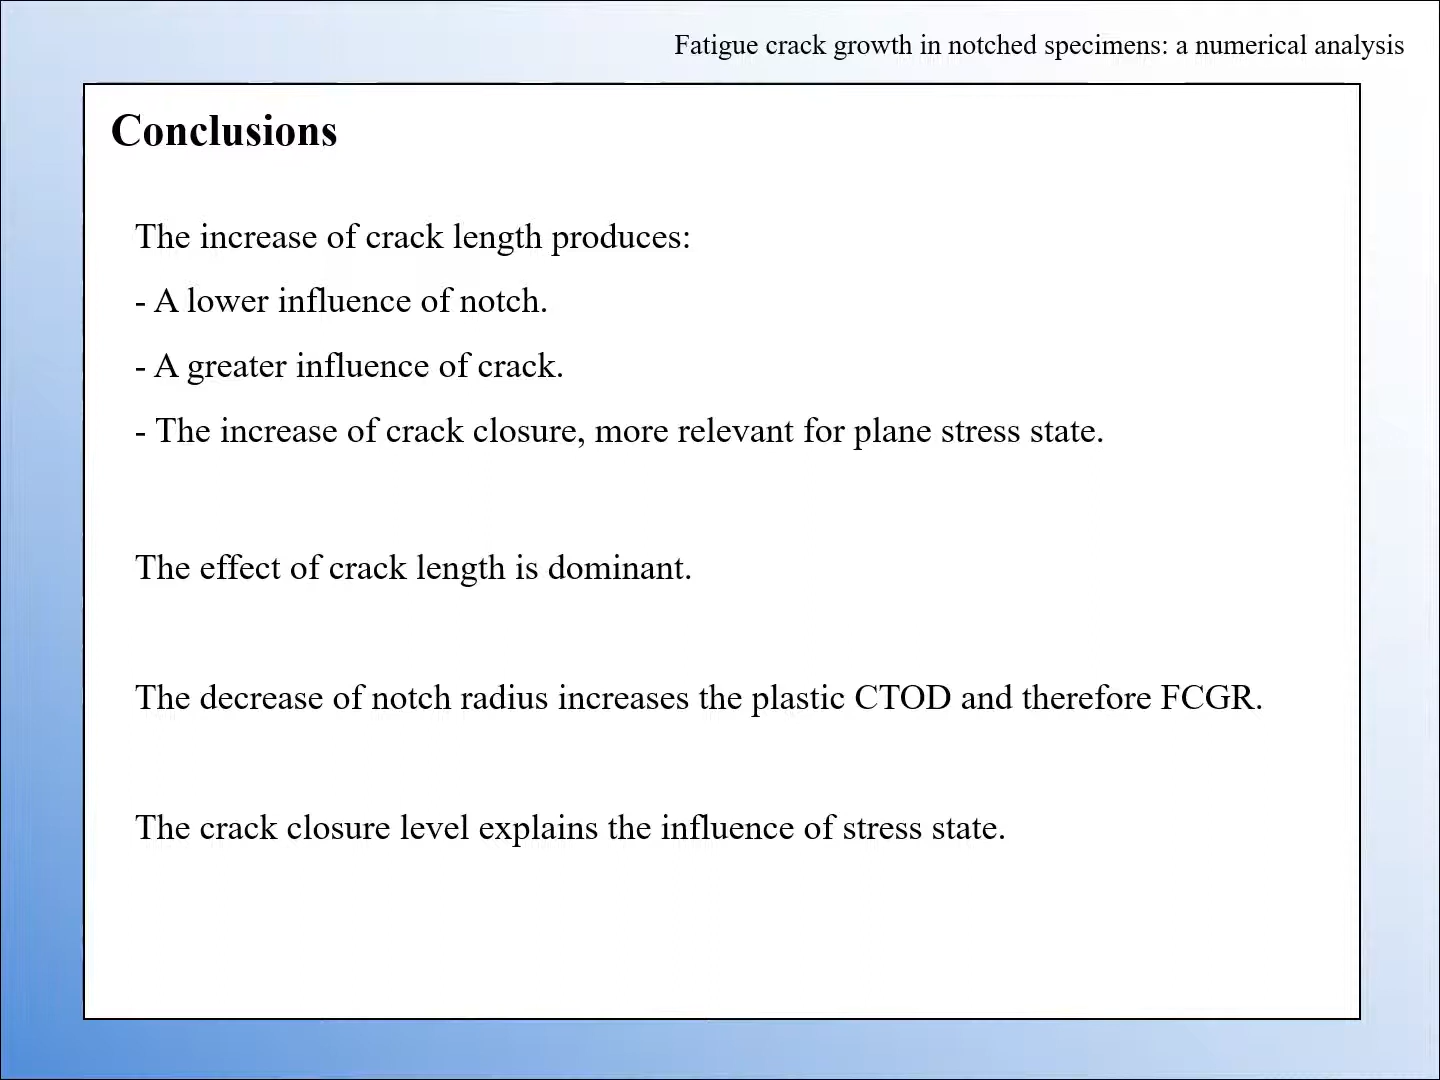 Fatigue crack growth in notched specimens: a numerical analysis
Conclusions
The increase of crack length produces:
- A lower influence of notch.
- A greater influence of crack.
- The increase of crack closure, more relevant for plane stress state.
The effect of crack length is dominant.
The decrease of notch radius increases the plastic CTOD and therefore FCGR.
The crack closure level explains the influence of stress state.